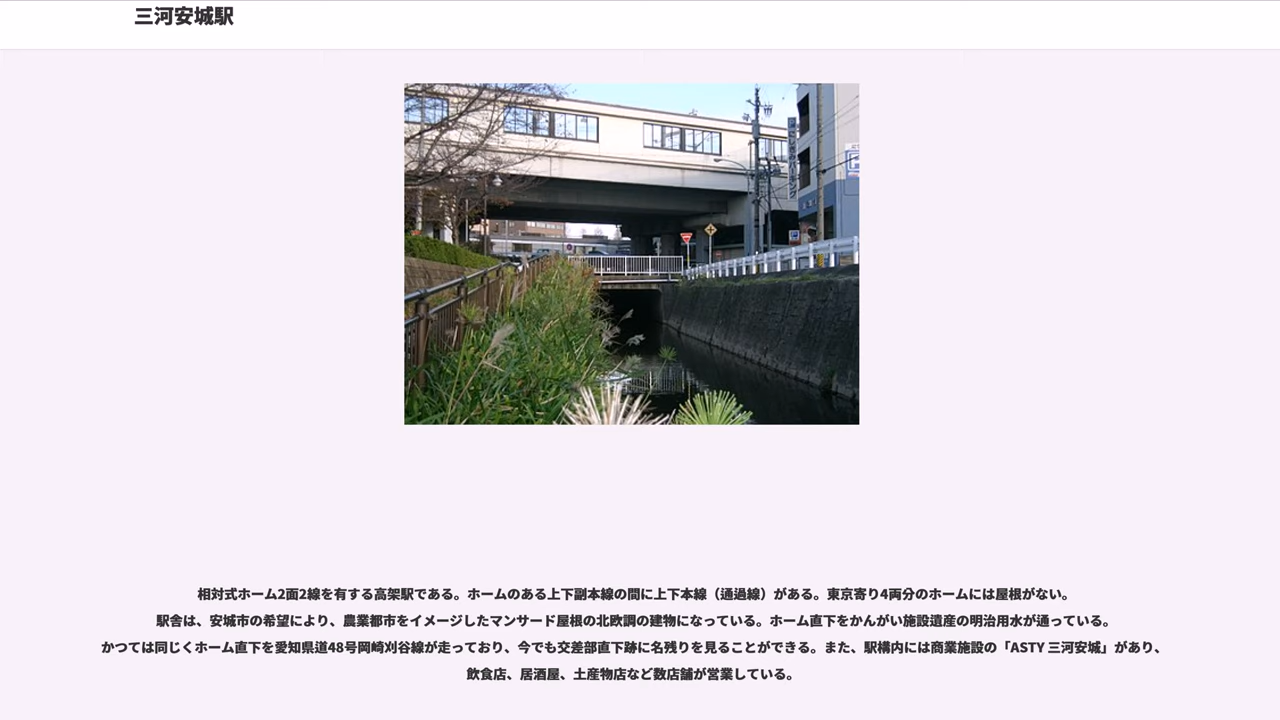 三河安城駅
相対式ホーム2面2線を有する高架駅である。ホームのある上下副本線の間に上下本線（通過線）がある。東京寄り4両分のホームには屋根がない。
駅舎は、安城市の希望により、農業都市をイメージしたマンサード屋根の北欧調の建物になっている。ホーム直下をかんがい施設遺産の明治用水が通っている。
かつては同じくホーム直下を愛知県道48号岡崎刈谷線が走っており、今でも交差部直下跡に名残りを見ることができる。また、駅構内には商業施設の「ASTY 三河安城」があり、
飲食店、居酒屋、土産物店など数店舗が営業している。